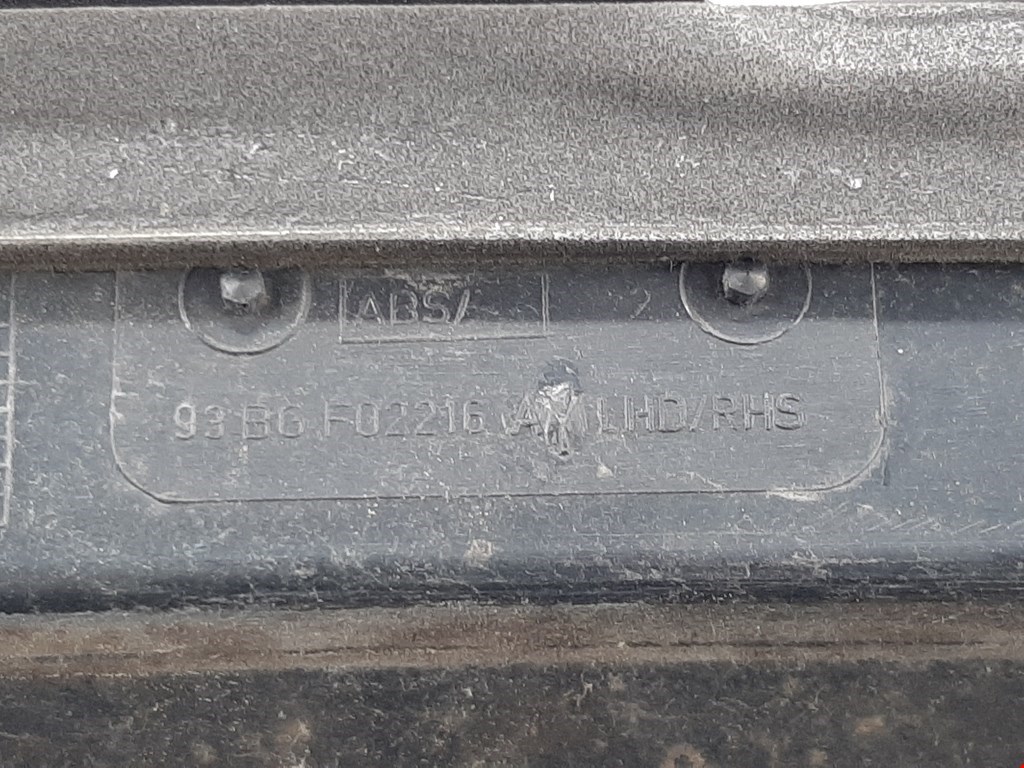 ABS/
93 BG F02216 A LHD/RHS